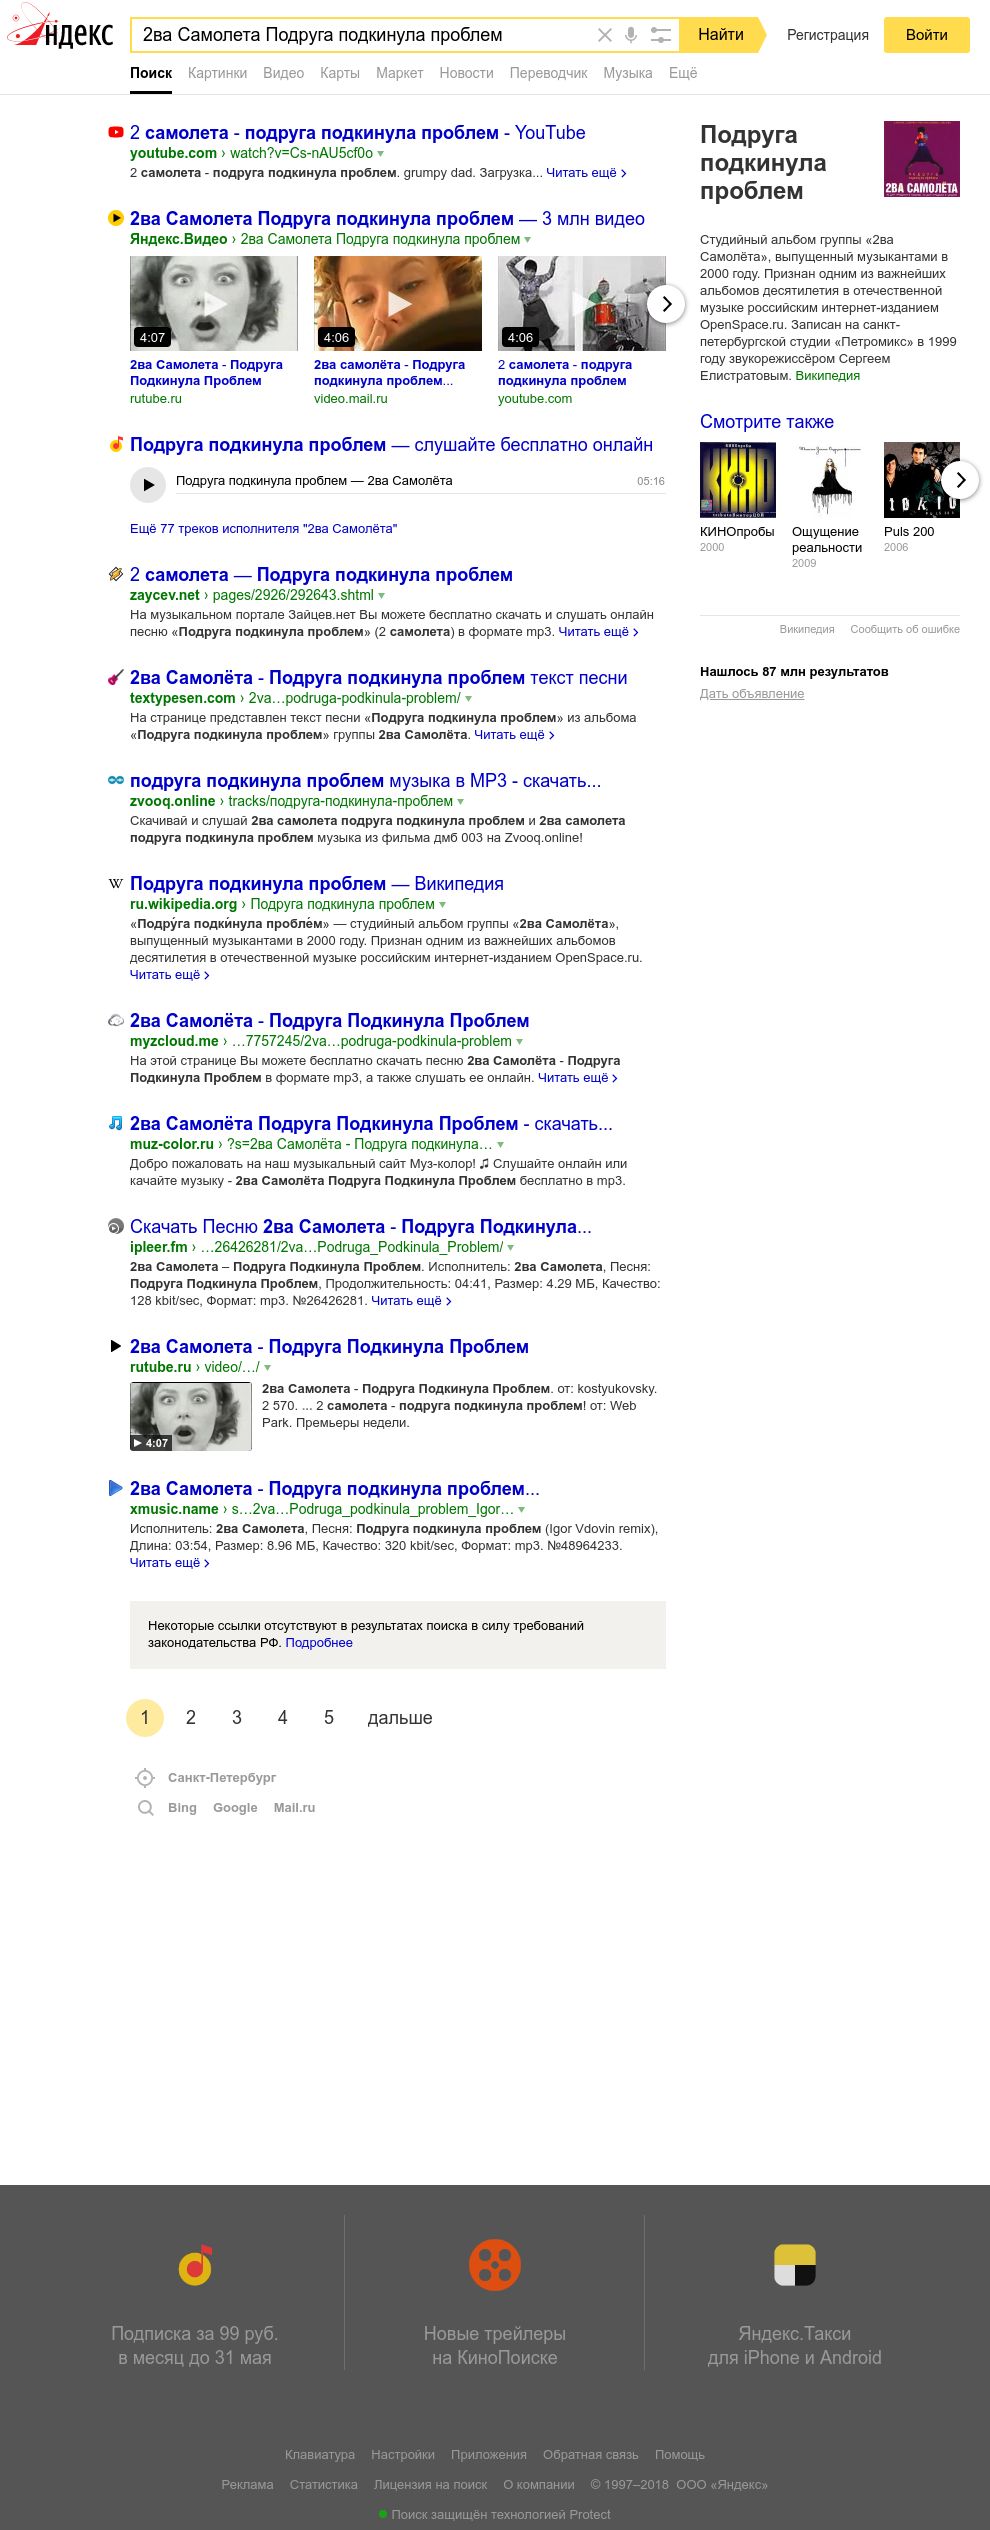 Яндекс
2ва Самолета Подруга подкинула проблем
Найти
Регистрация
Войти
Поиск Картинки Видео Карты Маркет Новости Переводчик Музыка Ещё
2 самолета - подруга подкинула проблем - YouTube
youtube.com › watch?v=Cs-nAU5cf0o
2 самолета - подруга подкинула проблем. grumpy dad. Загрузка... Читать ещё
2ва Самолета Подруга подкинула проблем — 3 млн видео
Яндекс.Видео › 2ва Самолета Подруга подкинула проблем
4:07 4:06 4:06
2ва Самолета - Подруга Подкинула Проблем
rutube.ru
2ва самолёта - Подруга подкинула проблем...
video.mail.ru
2 самолета - подруга подкинула проблем
youtube.com
Подруга подкинула проблем — слушайте бесплатно онлайн
Подруга подкинула проблем — 2ва Самолёта 05:16
Ещё 77 треков исполнителя "2ва Самолёта"
2 самолета — Подруга подкинула проблем
zaycev.net › pages/2926/292643.shtml
На музыкальном портале Зайцев.нет Вы можете бесплатно скачать и слушать онлайн
песню «Подруга подкинула проблем» (2 самолета) в формате mp3. Читать ещё
2ва Самолёта - Подруга подкинула проблем текст песни
textypesen.com › 2va…podruga-podkinula-problem/
На странице представлен текст песни «Подруга подкинула проблем» из альбома
«Подруга подкинула проблем» группы 2ва Самолёта. Читать ещё
подруга подкинула проблем музыка в MP3 - скачать...
zvooq.online › tracks/подруга-подкинула-проблем
Скачивай и слушай 2ва самолета подруга подкинула проблем и 2ва самолета
подруга подкинула проблем музыка из фильма дмб 003 на Zvooq.online!
Подруга подкинула проблем — Википедия
ru.wikipedia.org › Подруга подкинула проблем
«Подру́га подки́нула пробле́м» — студийный альбом группы «2ва Самолёта»,
выпущенный музыкантами в 2000 году. Признан одним из важнейших альбомов
десятилетия в отечественной музыке российским интернет-изданием OpenSpace.ru.
Читать ещё
2ва Самолёта - Подруга Подкинула Проблем
myzcloud.me › …7757245/2va…podruga-podkinula-problem
На этой странице Вы можете бесплатно скачать песню 2ва Самолёта - Подруга
Подкинула Проблем в формате mp3, а также слушать ее онлайн. Читать ещё
2ва Самолёта Подруга Подкинула Проблем - скачать...
muz-color.ru › ?s=2ва Самолёта - Подруга подкинула…
Добро пожаловать на наш музыкальный сайт Муз-колор! ♫ Слушайте онлайн или
качайте музыку - 2ва Самолёта Подруга Подкинула Проблем бесплатно в mp3.
Скачать Песню 2ва Самолета - Подруга Подкинула...
ipleer.fm › …26426281/2va…Podruga_Podkinula_Problem/
2ва Самолета – Подруга Подкинула Проблем. Исполнитель: 2ва Самолета, Песня:
Подруга Подкинула Проблем, Продолжительность: 04:41, Размер: 4.29 МБ, Качество:
128 kbit/sec, Формат: mp3. №26426281. Читать ещё
2ва Самолета - Подруга Подкинула Проблем
rutube.ru › video/…/
4:07
2ва Самолета - Подруга Подкинула Проблем. от: kostyukovsky.
2 570. ... 2 самолета - подруга подкинула проблем! от: Web
Park. Премьеры недели.
2ва Самолета - Подруга подкинула проблем...
xmusic.name › s…2va…Podruga_podkinula_problem_Igor…
Исполнитель: 2ва Самолета, Песня: Подруга подкинула проблем (Igor Vdovin remix),
Длина: 03:54, Размер: 8.96 МБ, Качество: 320 kbit/sec, Формат: mp3. №48964233.
Читать ещё
Некоторые ссылки отсутствуют в результатах поиска в силу требований
законодательства РФ. Подробнее
1 2 3 4 5 дальше
Санкт-Петербург
Bing Google Mail.ru
Подруга
подкинула
проблем
2ВА САМОЛЁТА
Студийный альбом группы «2ва
Самолёта», выпущенный музыкантами в
2000 году. Признан одним из важнейших
альбомов десятилетия в отечественной
музыке российским интернет-изданием
OpenSpace.ru. Записан на санкт-
петербургской студии «Петромикс» в 1999
году звукорежиссёром Сергеем
Елистратовым. Википедия
Смотрите также
КИНО
TOKIO
КИНОпробы
2000
Ощущение
реальности
2009
Puls 200
2006
Википедия Сообщить об ошибке
Нашлось 87 млн результатов
Дать объявление
Подписка за 99 руб.
в месяц до 31 мая
Новые трейлеры
на КиноПоиске
Яндекс.Такси
для iPhone и Android
Клавиатура Настройки Приложения Обратная связь Помощь
Реклама Статистика Лицензия на поиск О компании © 1997–2018 ООО «Яндекс»
Поиск защищён технологией Protect